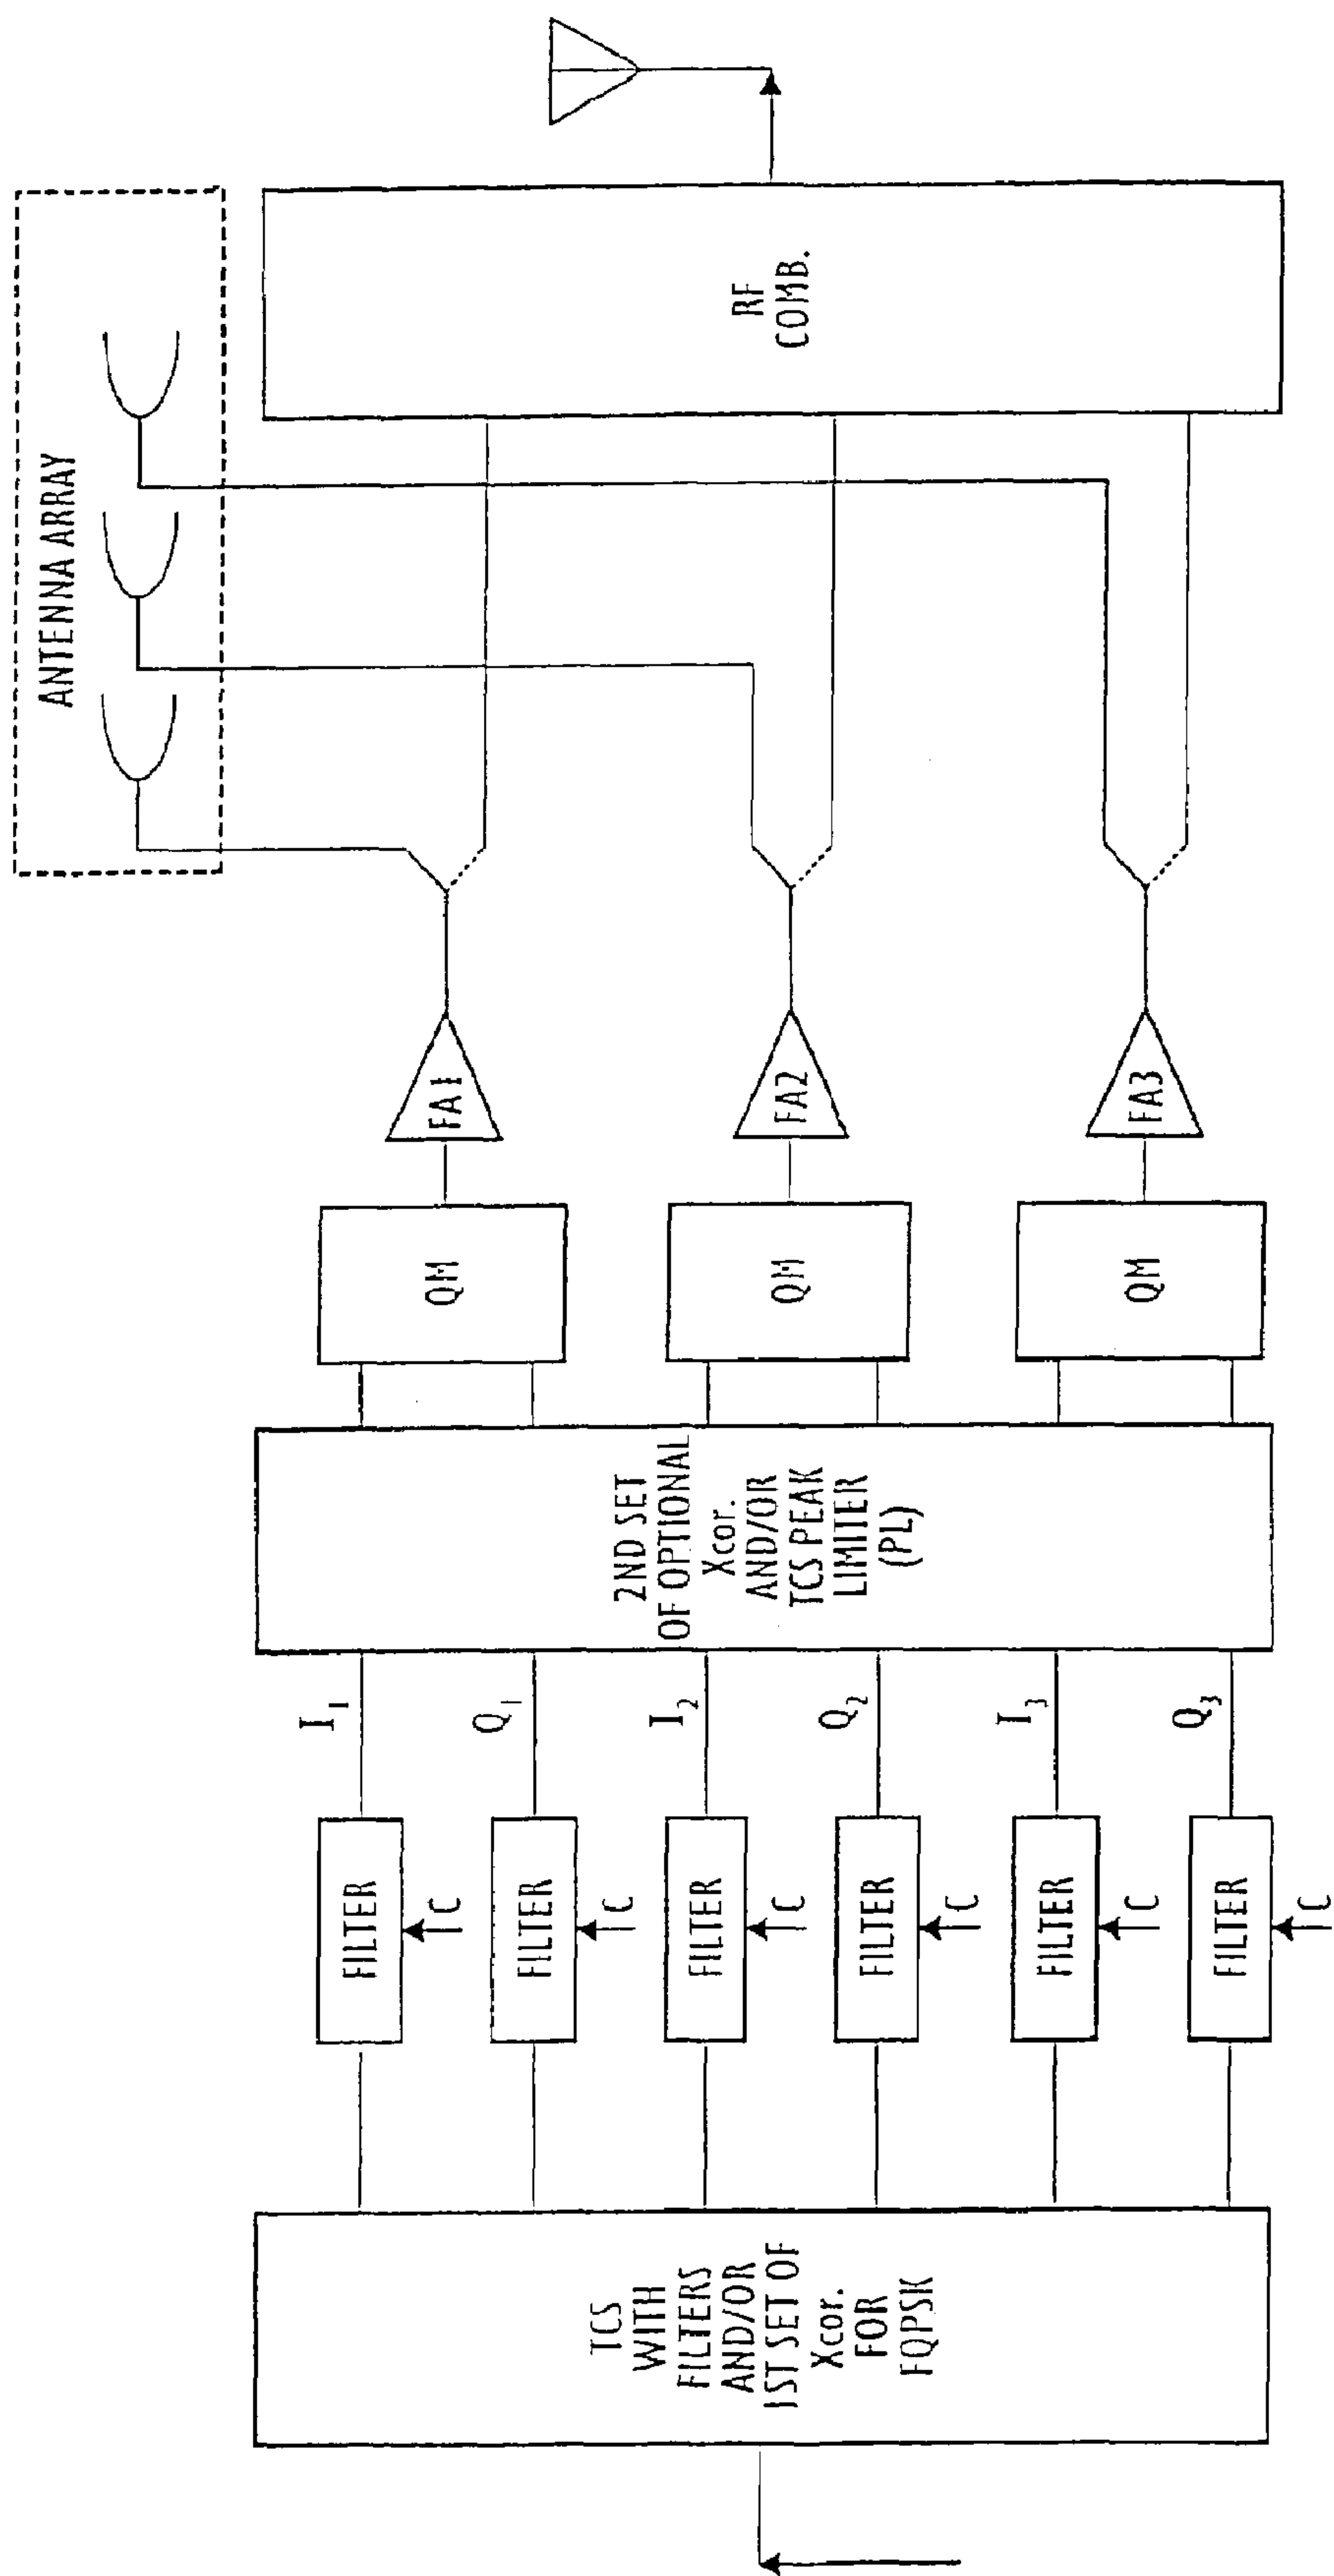 TCS
WITH
FILTERS
AND/OR
1ST SET OF
Xcor.
FOR
FQPSK
FILTER
C
FILTER
C
FILTER
C
FILTER
C
FILTER
C
FILTER
C
I1
Q1
I2
Q2
I3
Q3
2ND SET
OF OPTIONAL
Xcor.
AND/OR
TCS PEAK
LIMITER
(PL)
QM
QM
QM
FA1
FA2
FA3
ANTENNA ARRAY
RF
COMB.